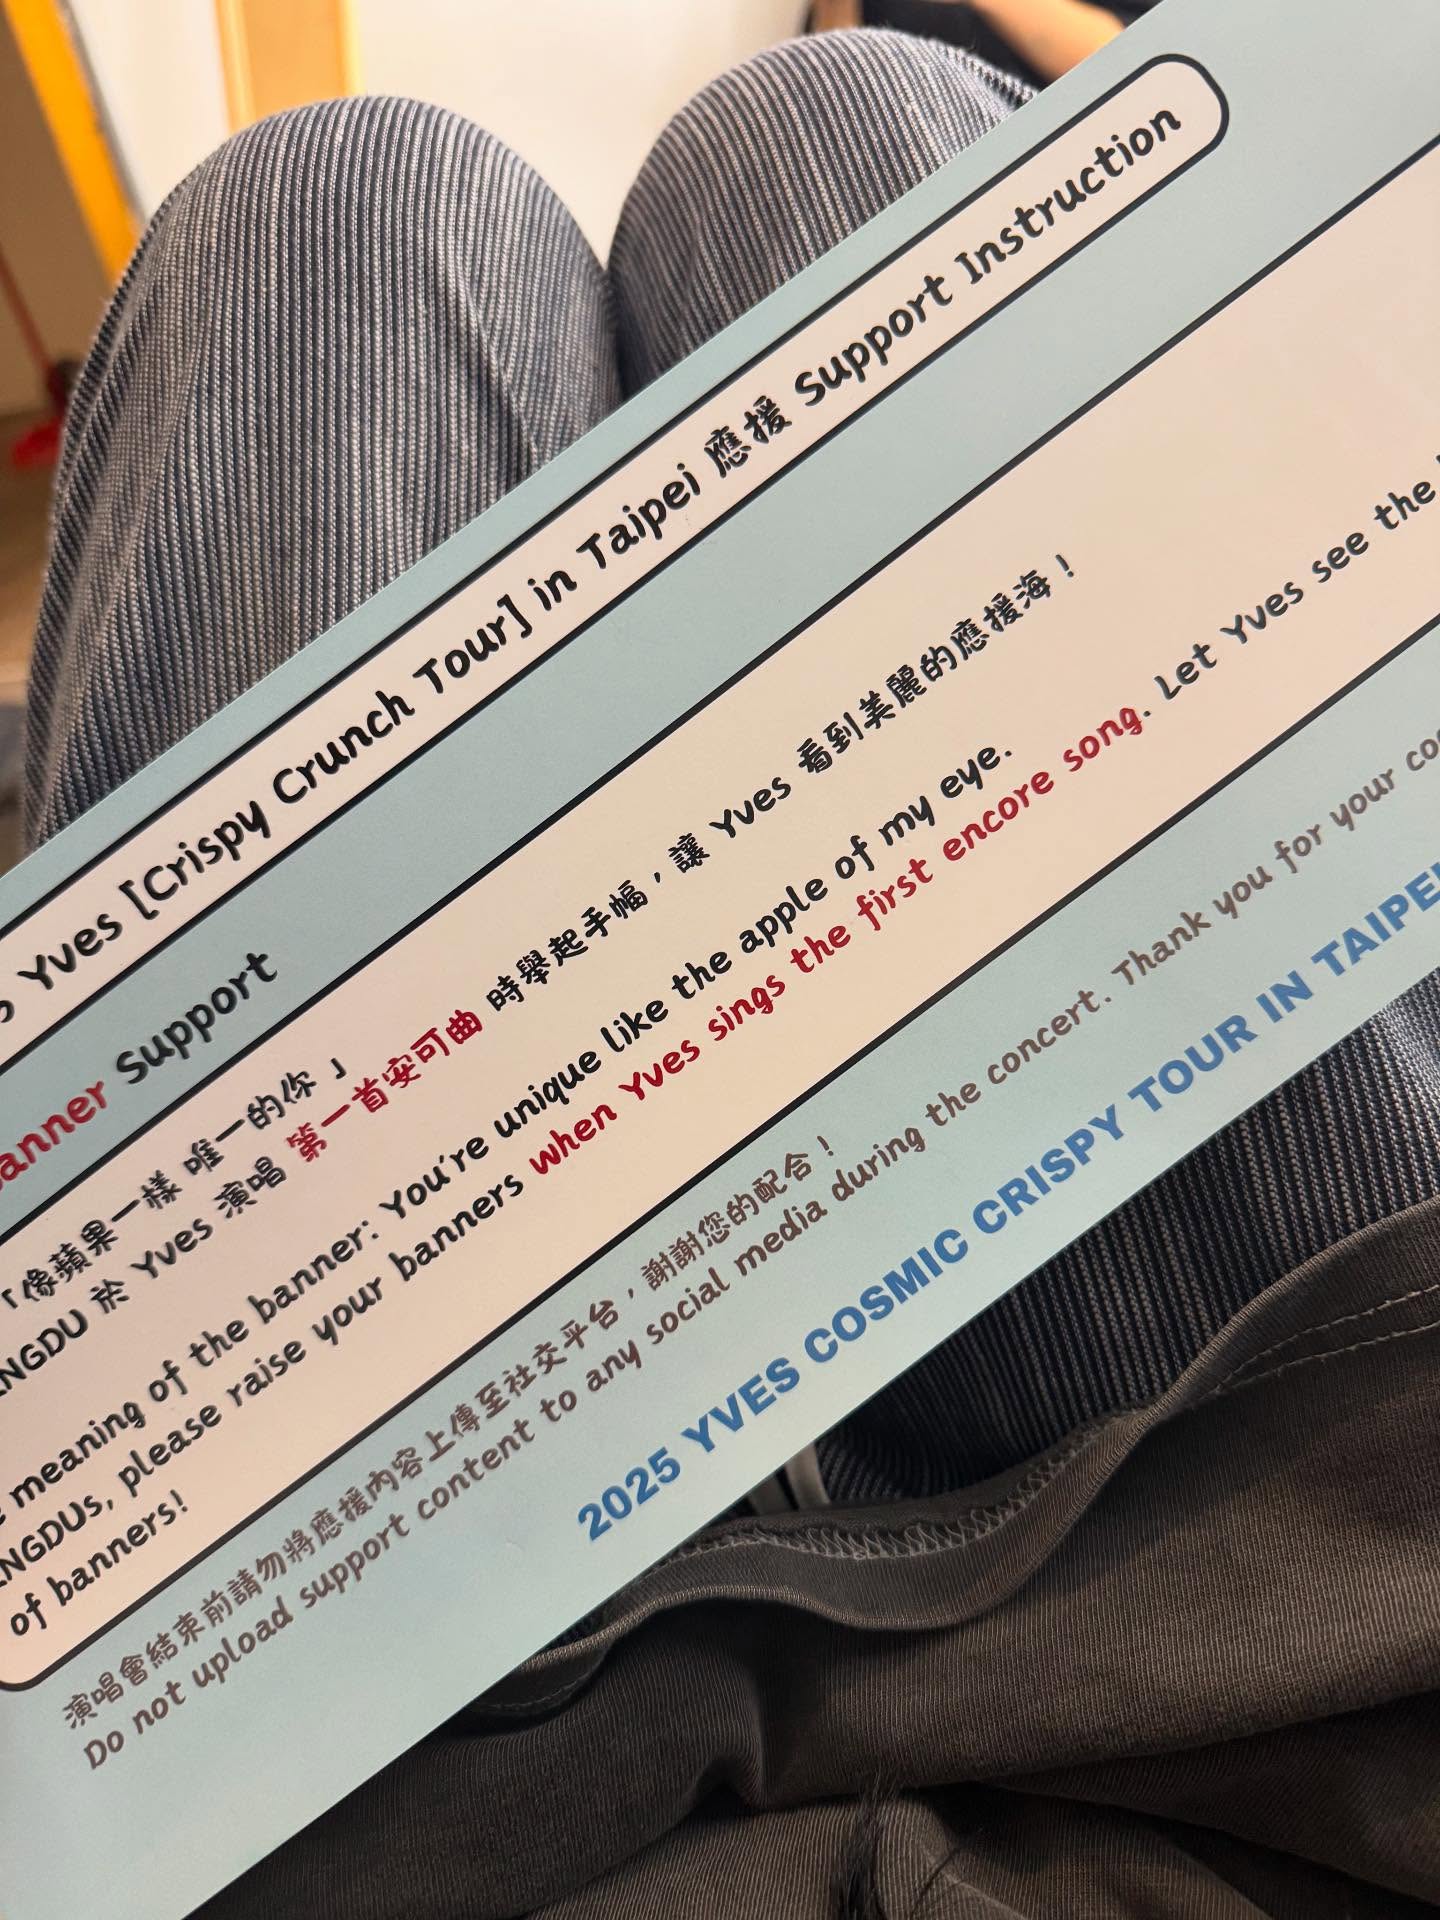 Yves [Crispy Crunch Tour] in Taipei 應援 Support Instruction
Support
「像蘋果一樣 唯一的你 」
於 Yves 演唱 第一首安可曲 時舉起手幅，讓 Yves 看到美麗的應援海！
meaning of the banner: You're unique like the apple of my eye.
please raise your banners when Yves sings the first encore song. Let Yves see the
of banners!
演唱會結束前請勿將應援內容上傳至社交平台，謝謝您的配合！
Do not upload support content to any social media during the concert. Thank you for your
2025 YVES COSMIC CRISPY TOUR IN TAIPEI